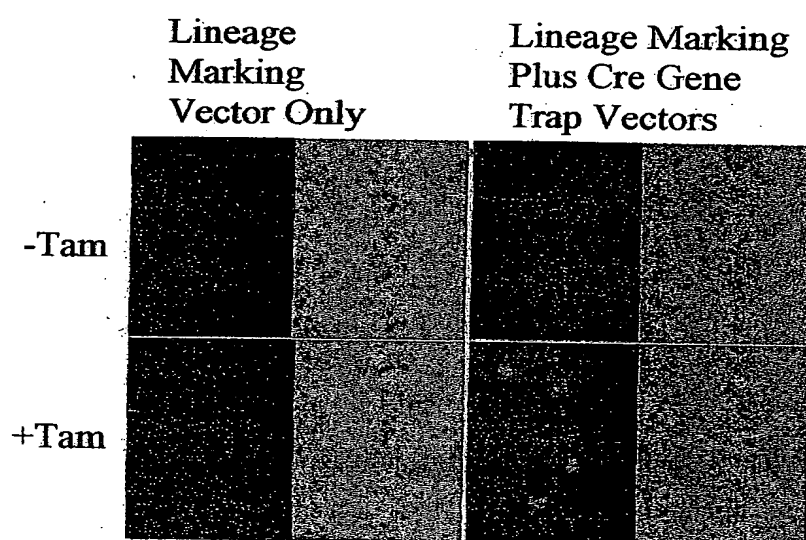 Lineage
Marking
Vector Only
Lineage Marking
Plus Cre Gene
Trap Vectors
-Tam
+Tam